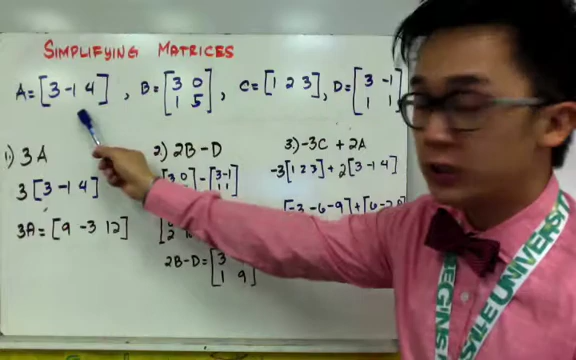 SIMPLIFYING MATRICES
A = [3 -1 4] , B = [3 0 , C = [1 2 3], D = [3 -1
1 5] 1 1]
1.) 3A 2.) 2B - D 3.) -3C + 2A
3 [3 -1 4] [3 0] - [3 -1] -3[1 2 3] + 2[3 -1 4]
[-3 -6 -9] + [6 -2 8]
3A = [9 -3 12]
2B-D = [3
1 9]
UNIVERSITY